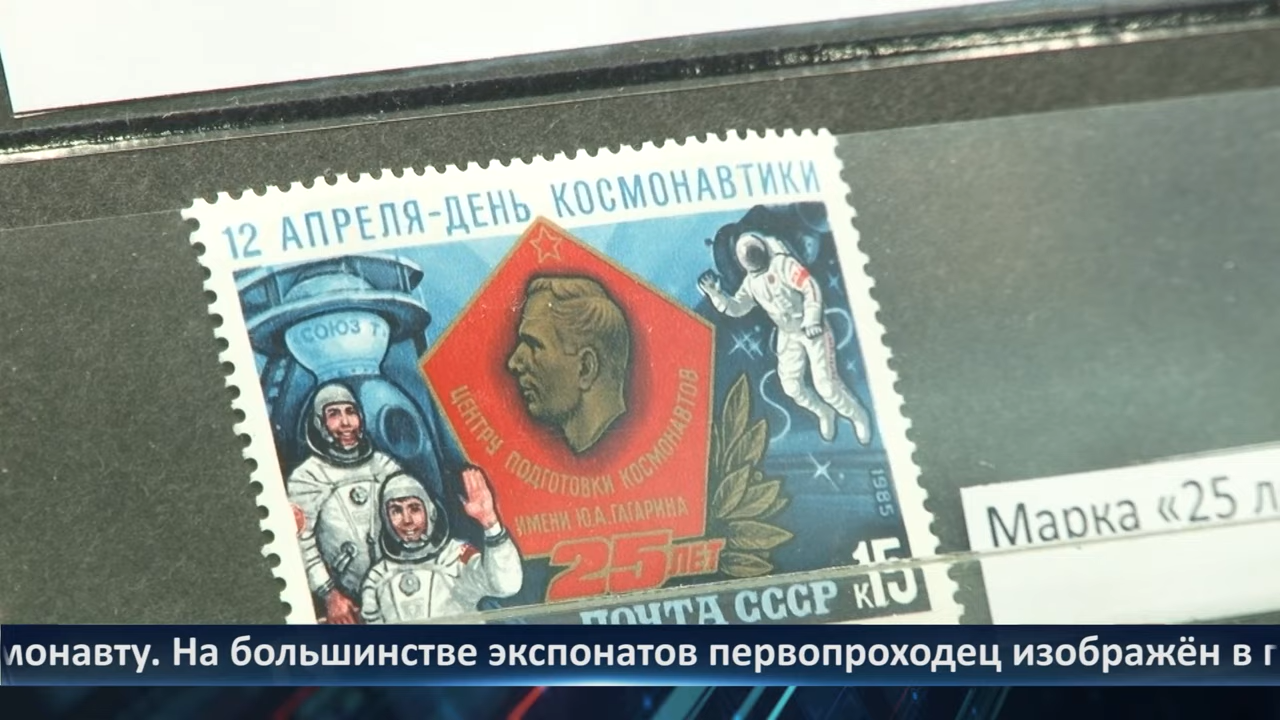 12 АПРЕЛЯ-ДЕНЬ КОСМОНАВТИКИ
СОЮЗ Т
ЦЕНТРУ ПОДГОТОВКИ КОСМОНАВТОВ
ИМЕНИ Ю.А.ГАГАРИНА
25 ЛЕТ
1985
ПОЧТА СССР к15
Марка «25 л
монавту. На большинстве экспонатов первопроходец изображён в г